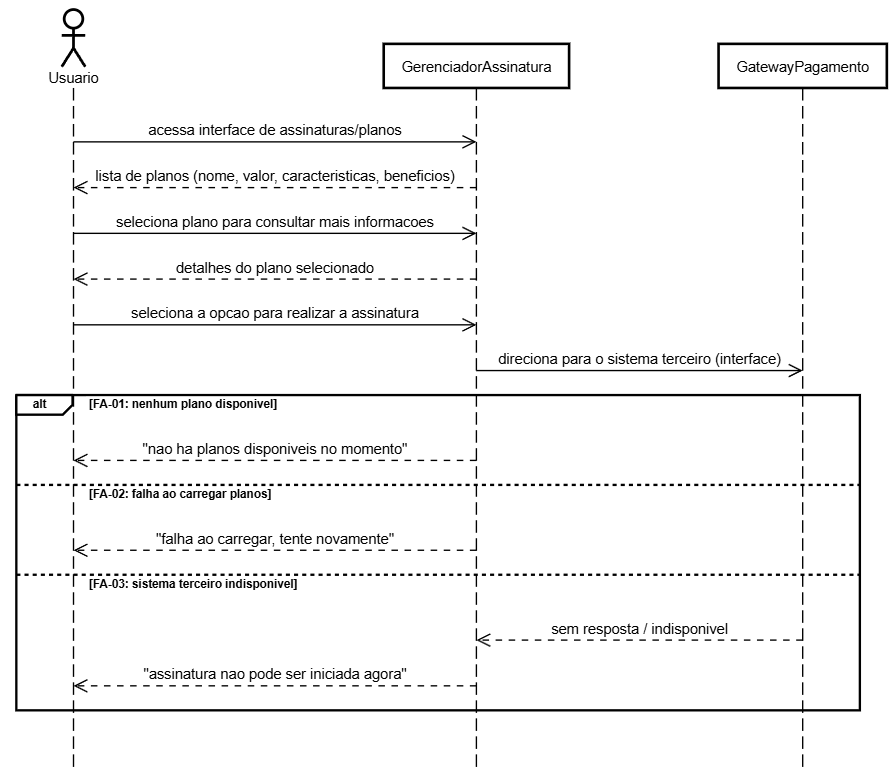 Usuario
GerenciadorAssinatura
GatewayPagamento
acessa interface de assinaturas/planos
lista de planos (nome, valor, caracteristicas, beneficios)
seleciona plano para consultar mais informacoes
detalhes do plano selecionado
seleciona a opcao para realizar a assinatura
direciona para o sistema terceiro (interface)
alt
[FA-01: nenhum plano disponivel]
"nao ha planos disponiveis no momento"
[FA-02: falha ao carregar planos]
"falha ao carregar, tente novamente"
[FA-03: sistema terceiro indisponivel]
sem resposta / indisponivel
"assinatura nao pode ser iniciada agora"